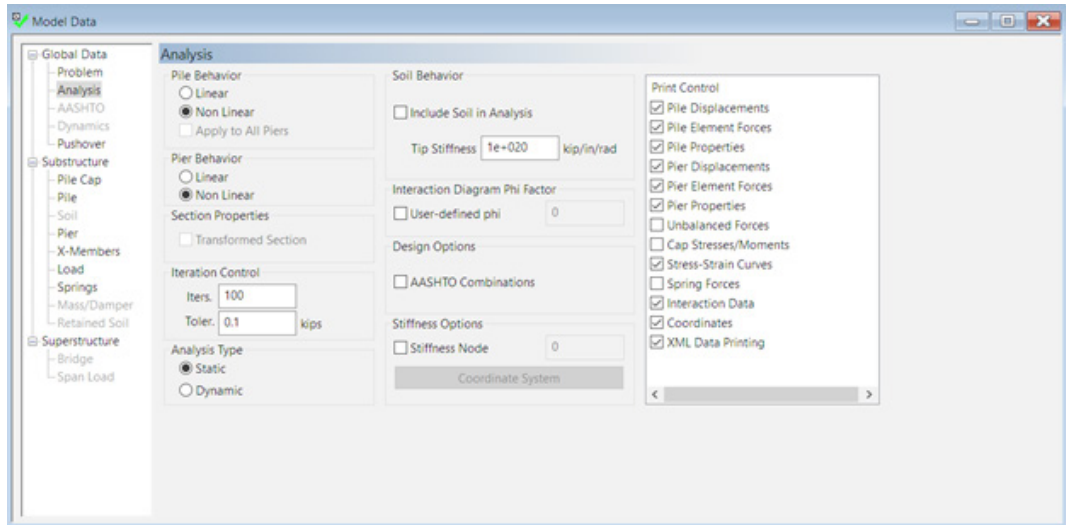 Model Data
Global Data
Problem
Analysis
AASHTO
Dynamics
Pushover
Substructure
Pile Cap
Pile
Soil
Pier
X-Members
Load
Springs
Mass/Damper
Retained Soil
Superstructure
Bridge
Span Load
Analysis
Pile Behavior
Linear
Non Linear
Apply to All Piers
Pier Behavior
Linear
Non Linear
Section Properties
Transformed Section
Iteration Control
Iters. 100
Toler. 0.1 kips
Analysis Type
Static
Dynamic
Soil Behavior
Include Soil in Analysis
Tip Stiffness 1e+020 kip/in/rad
Interaction Diagram Phi Factor
User-defined phi 0
Design Options
AASHTO Combinations
Stiffness Options
Stiffness Node 0
Coordinate System
Print Control
Pile Displacements
Pile Element Forces
Pile Properties
Pier Displacements
Pier Element Forces
Pier Properties
Unbalanced Forces
Cap Stresses/Moments
Stress-Strain Curves
Spring Forces
Interaction Data
Coordinates
XML Data Printing